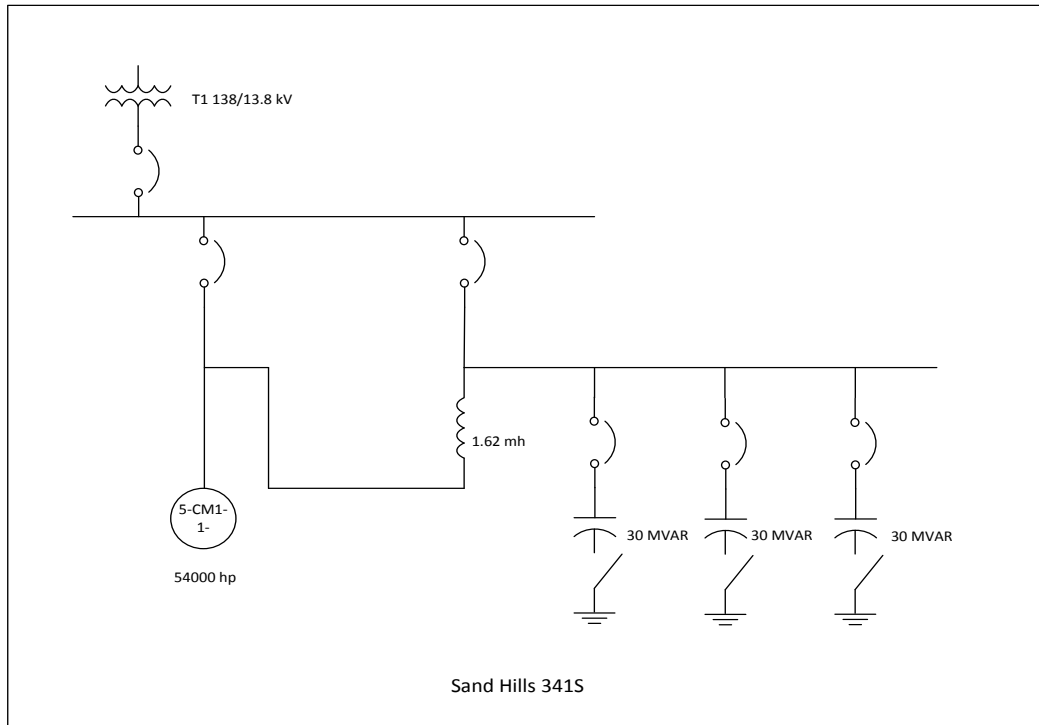 T1 138/13.8 kV
1.62 mh
5-CM1-
1-
54000 hp
30 MVAR
30 MVAR
30 MVAR
Sand Hills 341S